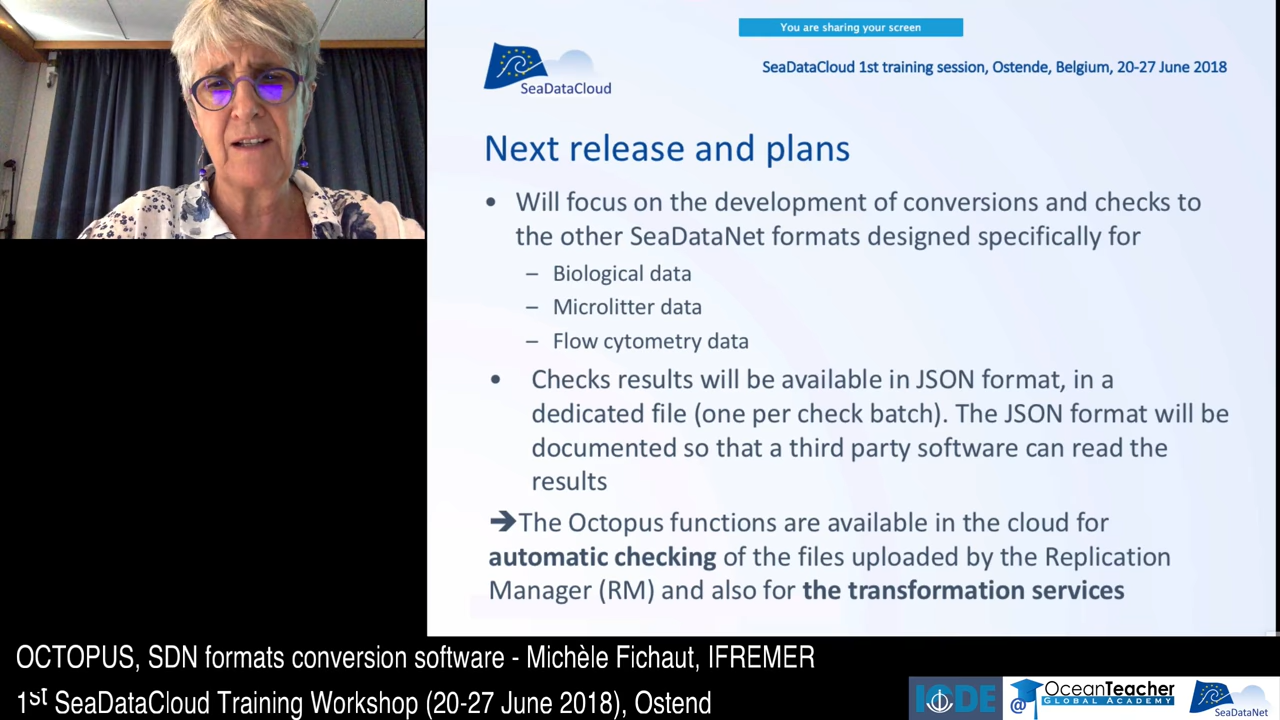 You are sharing your screen
SeaDataCloud
SeaDataCloud 1st training session, Ostende, Belgium, 20-27 June 2018
Next release and plans
• Will focus on the development of conversions and checks to
the other SeaDataNet formats designed specifically for
– Biological data
– Microlitter data
– Flow cytometry data
• Checks results will be available in JSON format, in a
dedicated file (one per check batch). The JSON format will be
documented so that a third party software can read the
results
➔The Octopus functions are available in the cloud for
automatic checking of the files uploaded by the Replication
Manager (RM) and also for the transformation services
OCTOPUS, SDN formats conversion software - Michèle Fichaut, IFREMER
1st SeaDataCloud Training Workshop (20-27 June 2018), Ostend
IODE
@
OceanTeacher
GLOBAL ACADEMY
SeaDataNet